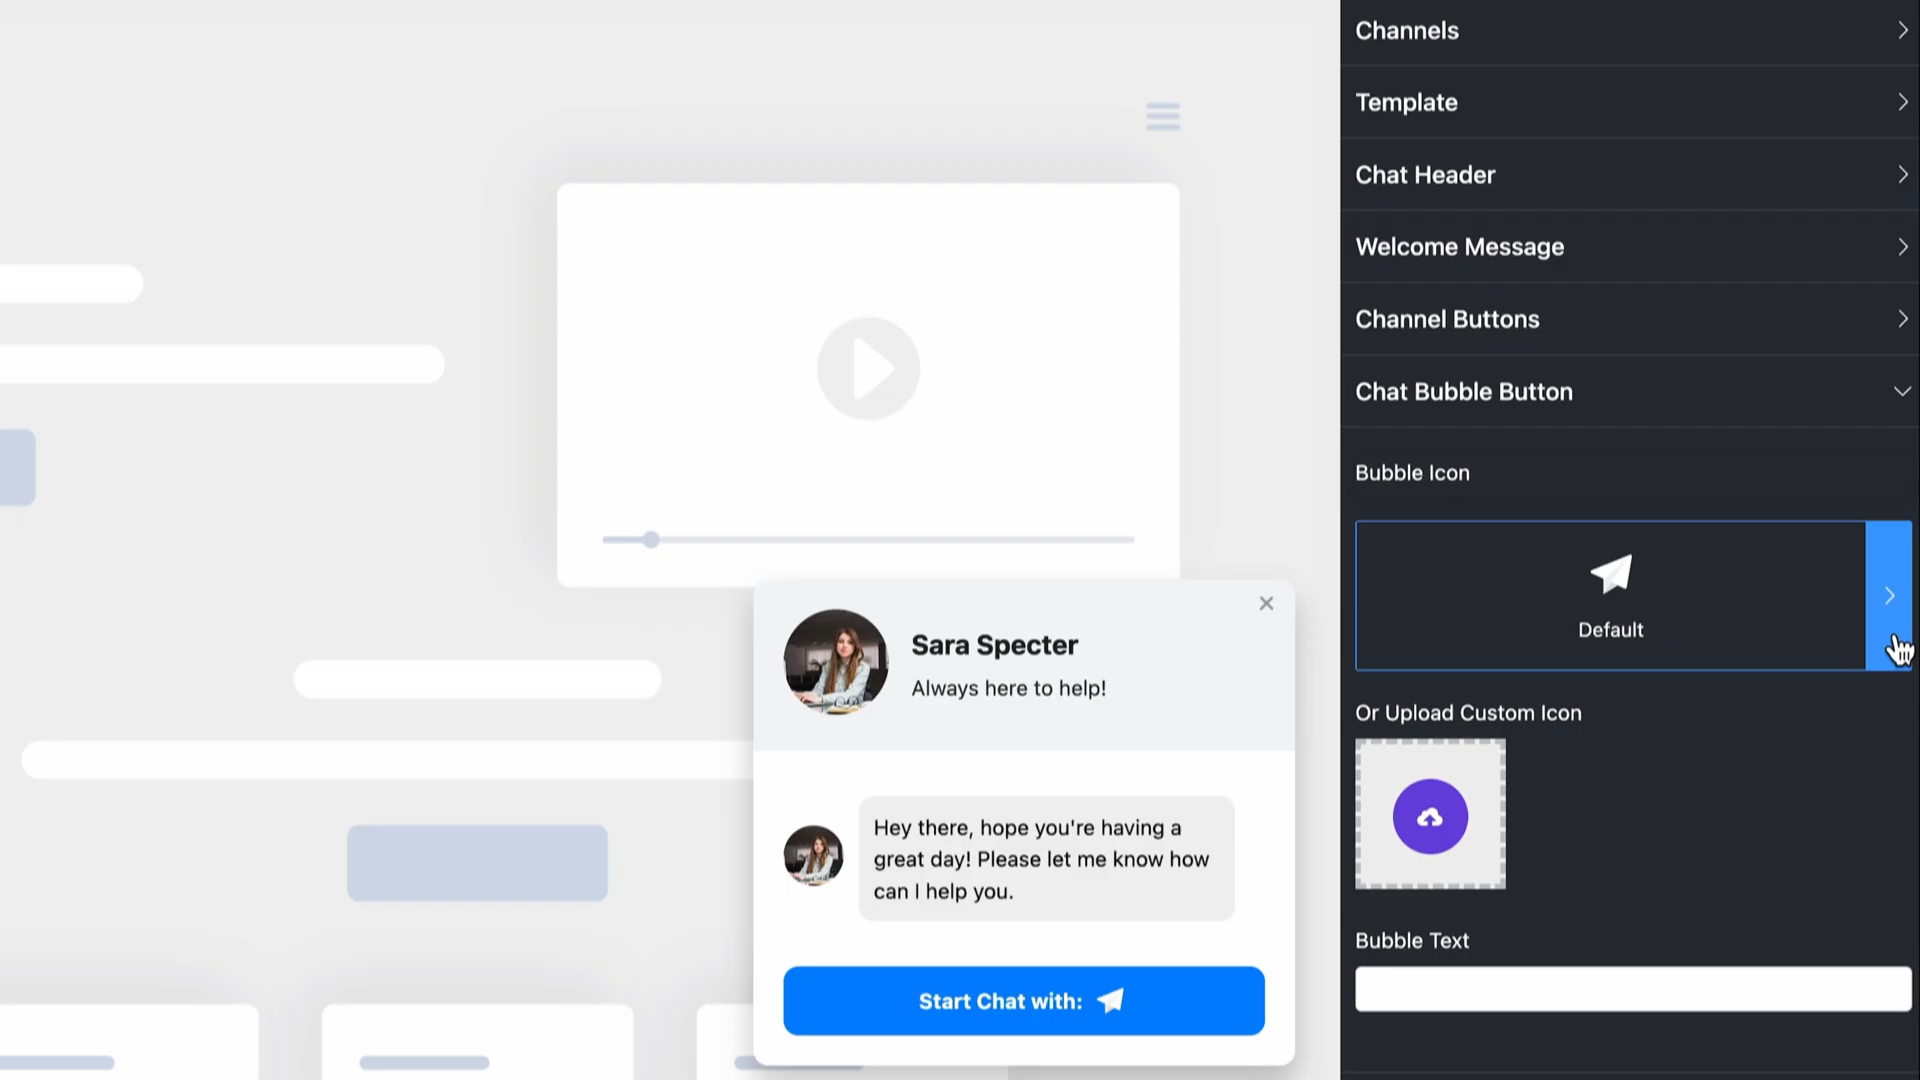 Channels
Template
Chat Header
Welcome Message
Channel Buttons
Chat Bubble Button
Bubble Icon
Default
Or Upload Custom Icon
Bubble Text
Sara Specter
Always here to help!
Hey there, hope you're having a
great day! Please let me know how
can I help you.
Start Chat with: